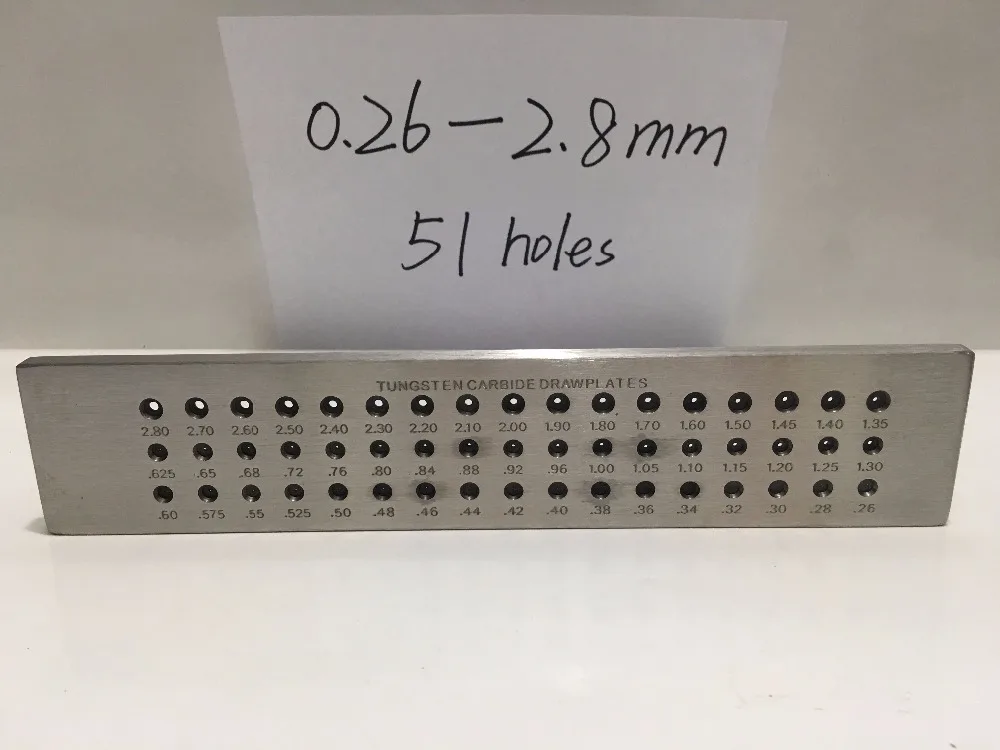 0.26-2.8mm
51 holes
TUNGSTEN CARBIDE DRAWPLATES
2.80 2.70 2.60 2.50 2.40 2.30 2.20 2.10 2.00 1.90 1.80 1.70 1.60 1.50 1.45 1.40 1.35
.625 .65 .68 .72 .76 .80 .84 .88 .92 .96 1.00 1.05 1.10 1.15 1.20 1.25 1.30
.60 .575 .55 .525 .50 .48 .46 .44 .42 .40 .38 .36 .34 .32 .30 .28 .26